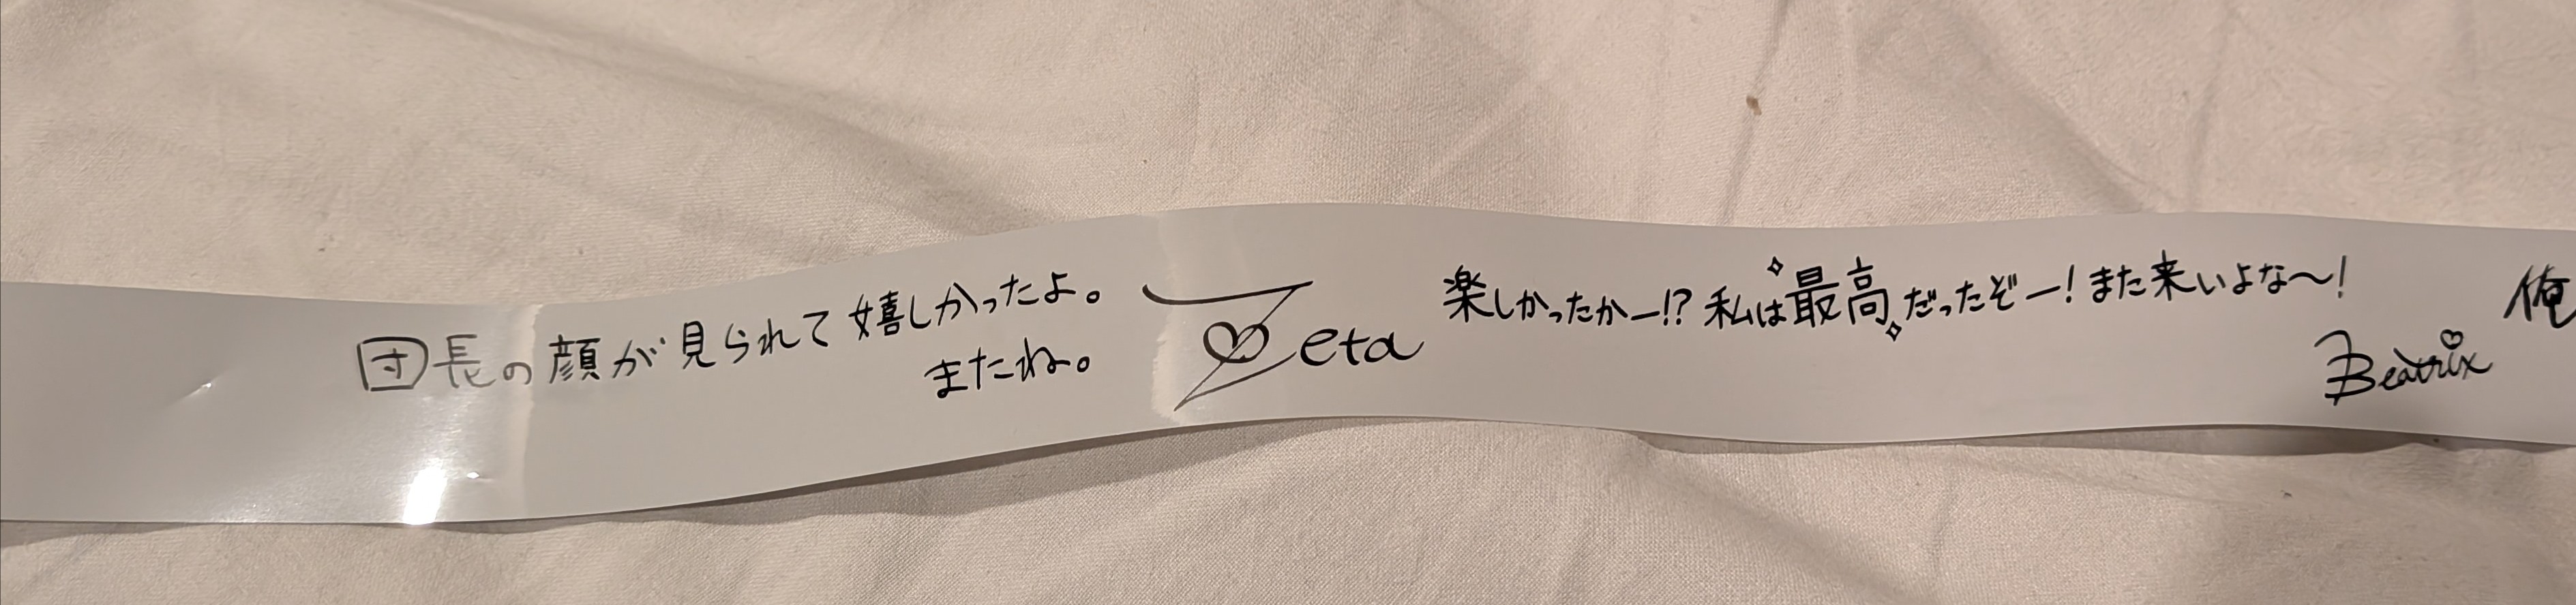 団長の顔が見られて嬉しかったよ。
またね。
Zeta
楽しかったかー!? 私は最高だったぞー! また来いよな〜!
Beatrix
俺